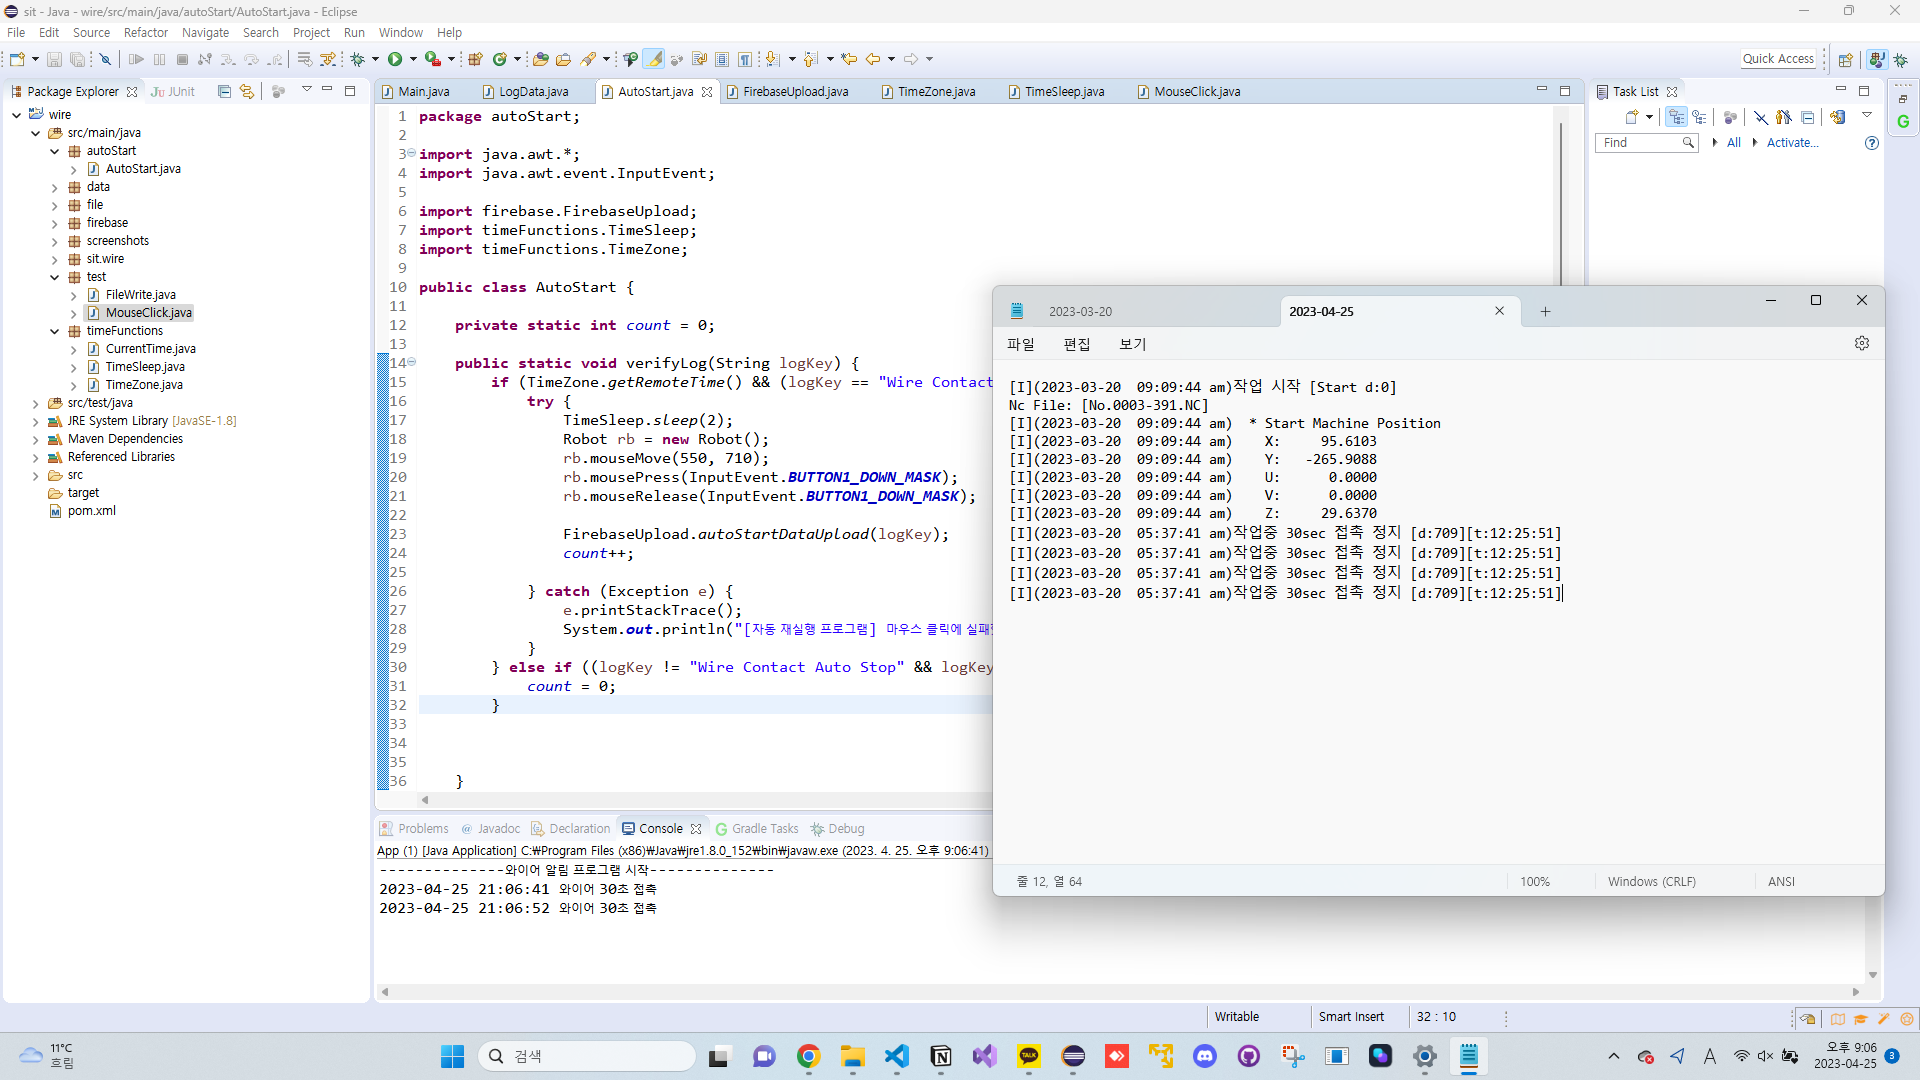 sit - Java - wire/src/main/java/autoStart/AutoStart.java - Eclipse
File Edit Source Refactor Navigate Search Project Run Window Help
Quick Access
Package Explorer JUnit
wire
src/main/java
autoStart
AutoStart.java
data
file
firebase
screenshots
sit.wire
test
FileWrite.java
MouseClick.java
timeFunctions
CurrentTime.java
TimeSleep.java
TimeZone.java
src/test/java
JRE System Library [JavaSE-1.8]
Maven Dependencies
Referenced Libraries
src
target
pom.xml
Main.java LogData.java AutoStart.java FirebaseUpload.java TimeZone.java TimeSleep.java MouseClick.java
1 package autoStart;
2
3 import java.awt.*;
4 import java.awt.event.InputEvent;
5
6 import firebase.FirebaseUpload;
7 import timeFunctions.TimeSleep;
8 import timeFunctions.TimeZone;
9
10 public class AutoStart {
11
12 private static int count = 0;
13
14 public static void verifyLog(String logKey) {
15 if (TimeZone.getRemoteTime() && (logKey == "Wire Contact
16 try {
17 TimeSleep.sleep(2);
18 Robot rb = new Robot();
19 rb.mouseMove(550, 710);
20 rb.mousePress(InputEvent.BUTTON1_DOWN_MASK);
21 rb.mouseRelease(InputEvent.BUTTON1_DOWN_MASK);
22
23 FirebaseUpload.autoStartDataUpload(logKey);
24 count++;
25
26 } catch (Exception e) {
27 e.printStackTrace();
28 System.out.println("[자동 재실행 프로그램] 마우스 클릭에 실패
29 }
30 } else if ((logKey != "Wire Contact Auto Stop" && logKey
31 count = 0;
32 }
33
34
35
36 }
Task List
Find All Activate...
2023-03-20 2023-04-25
파일 편집 보기
[I](2023-03-20 09:09:44 am)작업 시작 [Start d:0]
Nc File: [No.0003-391.NC]
[I](2023-03-20 09:09:44 am) * Start Machine Position
[I](2023-03-20 09:09:44 am) X: 95.6103
[I](2023-03-20 09:09:44 am) Y: -265.9088
[I](2023-03-20 09:09:44 am) U: 0.0000
[I](2023-03-20 09:09:44 am) V: 0.0000
[I](2023-03-20 09:09:44 am) Z: 29.6370
[I](2023-03-20 05:37:41 am)작업중 30sec 접촉 정지 [d:709][t:12:25:51]
[I](2023-03-20 05:37:41 am)작업중 30sec 접촉 정지 [d:709][t:12:25:51]
[I](2023-03-20 05:37:41 am)작업중 30sec 접촉 정지 [d:709][t:12:25:51]
[I](2023-03-20 05:37:41 am)작업중 30sec 접촉 정지 [d:709][t:12:25:51]
줄 12, 열 64 100% Windows (CRLF) ANSI
Problems Javadoc Declaration Console Gradle Tasks Debug
App (1) [Java Application] C:₩Program Files (x86)₩Java₩jre1.8.0_152₩bin₩javaw.exe (2023. 4. 25. 오후 9:06:41)
--------------와이어 알림 프로그램 시작--------------
2023-04-25 21:06:41 와이어 30초 접촉
2023-04-25 21:06:52 와이어 30초 접촉
Writable Smart Insert 32 : 10
11°C
흐림
검색
TALK
A
오후 9:06
2023-04-25
3